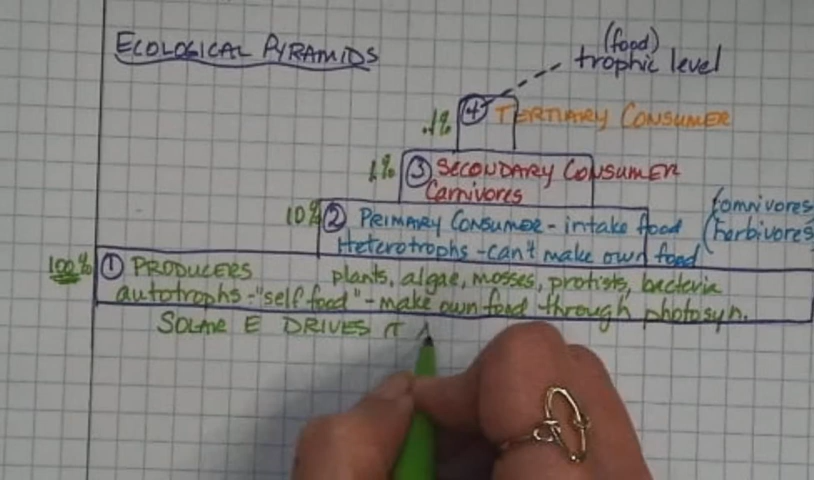 ECOLOGICAL PYRAMIDS
(food)
trophic level
.1% ④ TERTIARY CONSUMER
1% ③ SECONDARY CONSUMER
Carnivores
10% ② PRIMARY CONSUMER - intake food (omnivores
Heterotrophs - can't make own food (herbivores
100% ① PRODUCERS plants, algae, mosses, protists, bacteria
autotrophs - "self food" - make own food through photosyn.
SOLAR E DRIVES IT